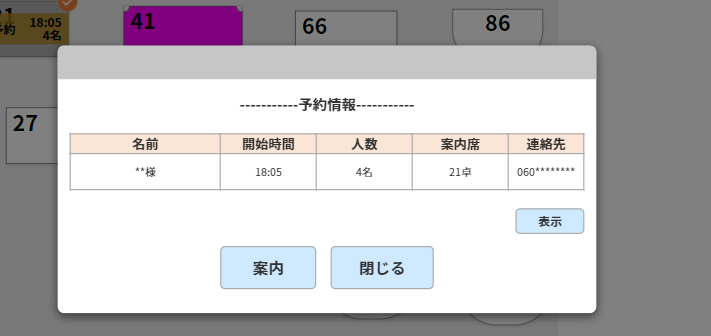 18:05
4名
41
66
86
27
-----------予約情報-----------
名前 開始時間 人数 案内席 連絡先
**様 18:05 4名 21卓 060********
表示
案内 閉じる